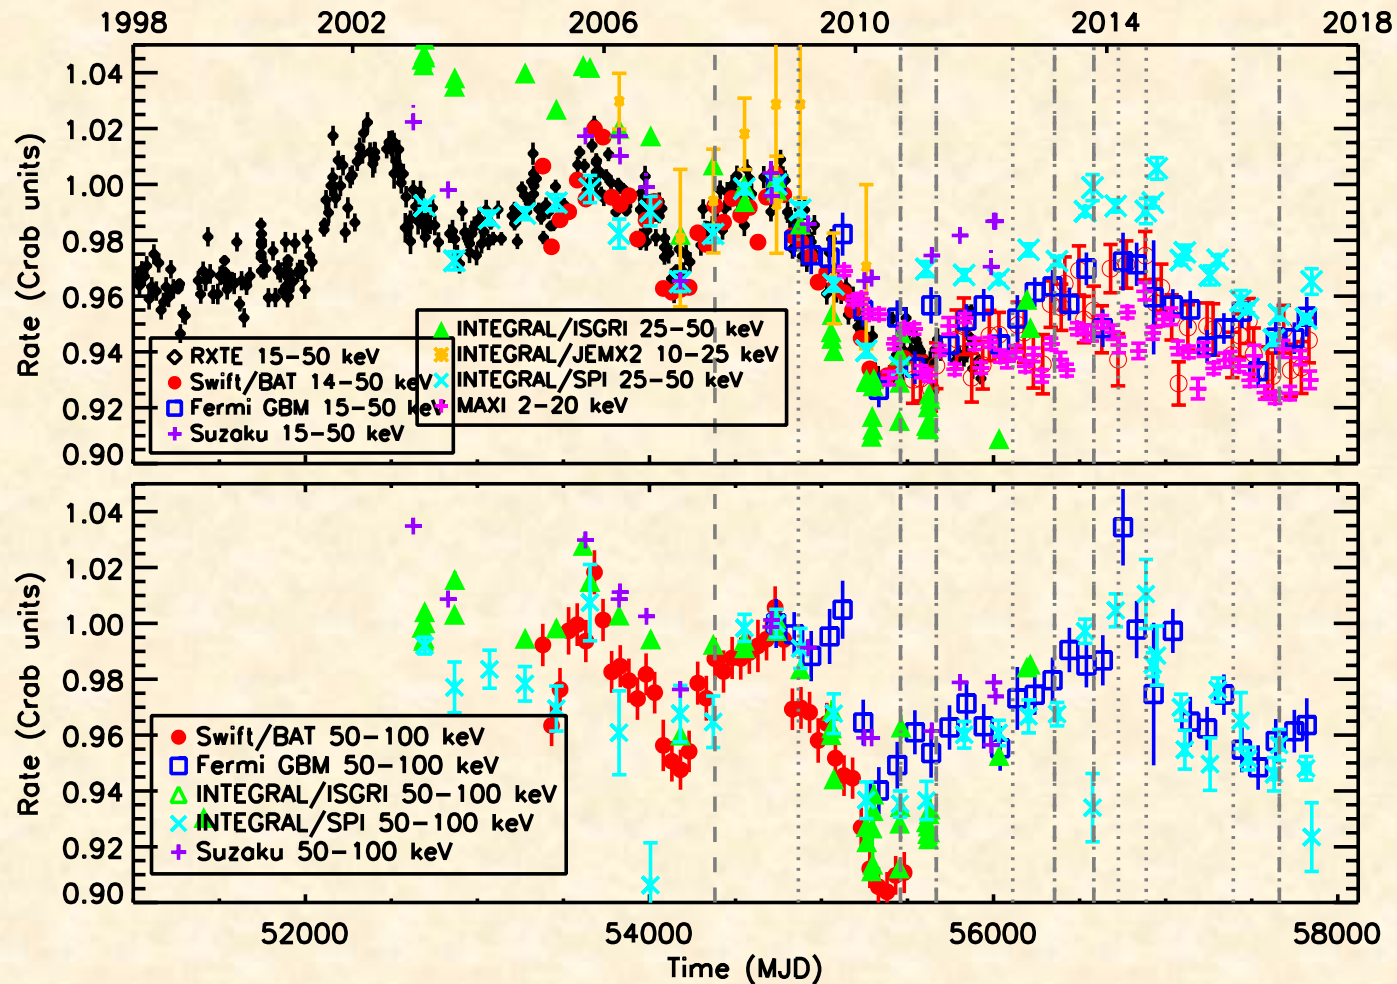 1998 2002 2006 2010 2014 2018
1.04
1.02
1.00
0.98
0.96
0.94
0.92
0.90
Rate (Crab units)
RXTE 15-50 keV
Swift/BAT 14-50 keV
Fermi GBM 15-50 keV
Suzaku 15-50 keV
INTEGRAL/ISGRI 25-50 keV
INTEGRAL/JEMX2 10-25 keV
INTEGRAL/SPI 25-50 keV
MAXI 2-20 keV
1.04
1.02
1.00
0.98
0.96
0.94
0.92
0.90
Rate (Crab units)
Swift/BAT 50-100 keV
Fermi GBM 50-100 keV
INTEGRAL/ISGRI 50-100 keV
INTEGRAL/SPI 50-100 keV
Suzaku 50-100 keV
52000 54000 56000 58000
Time (MJD)